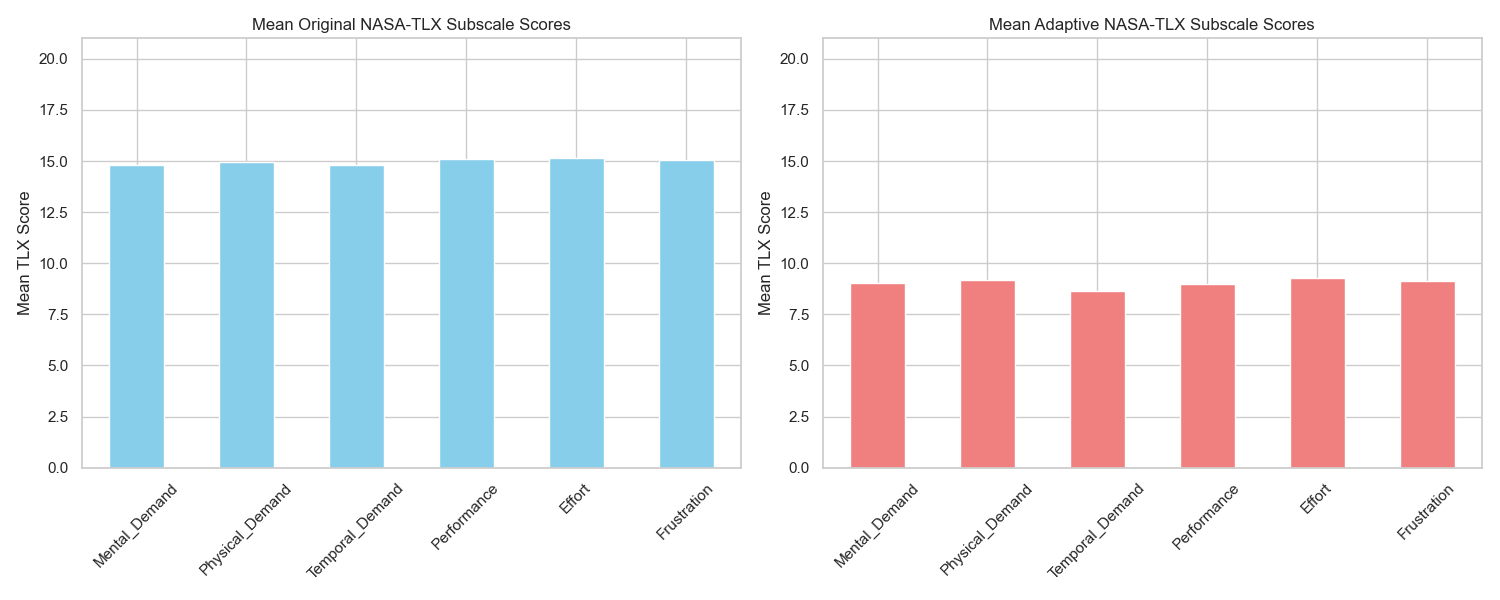 Mean Original NASA-TLX Subscale Scores
Mean TLX Score
20.0
17.5
15.0
12.5
10.0
7.5
5.0
2.5
0.0
Mental_Demand
Physical_Demand
Temporal_Demand
Performance
Effort
Frustration
Mean Adaptive NASA-TLX Subscale Scores
Mean TLX Score
20.0
17.5
15.0
12.5
10.0
7.5
5.0
2.5
0.0
Mental_Demand
Physical_Demand
Temporal_Demand
Performance
Effort
Frustration